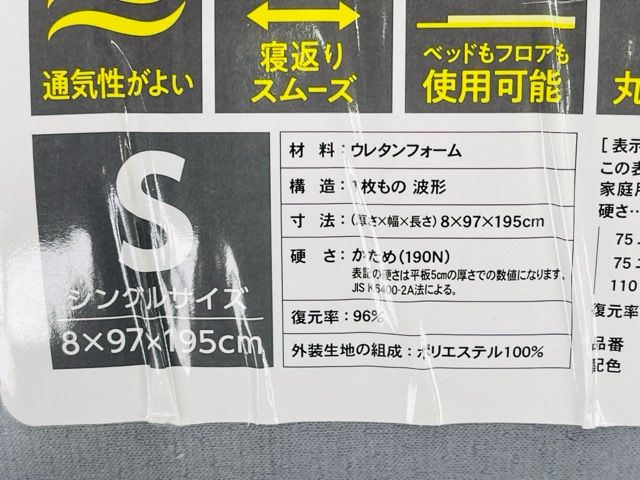 通気性がよい
寝返り
スムーズ
ベッドもフロアも
使用可能
丸
S
シングルサイズ
8×97×195cm
材 料：ウレタンフォーム
構 造：1枚もの 波形
寸 法：(厚さ×幅×長さ) 8×97×195cm
硬 さ：かため(190N)
表記の硬さは平板5cmの厚さでの数値になります。
JIS K6400-2A法による。
復元率：96%
外装生地の組成：ポリエステル100%
[表示
この表
家庭用
硬さ…
75
75
110
復元率
品番
配色